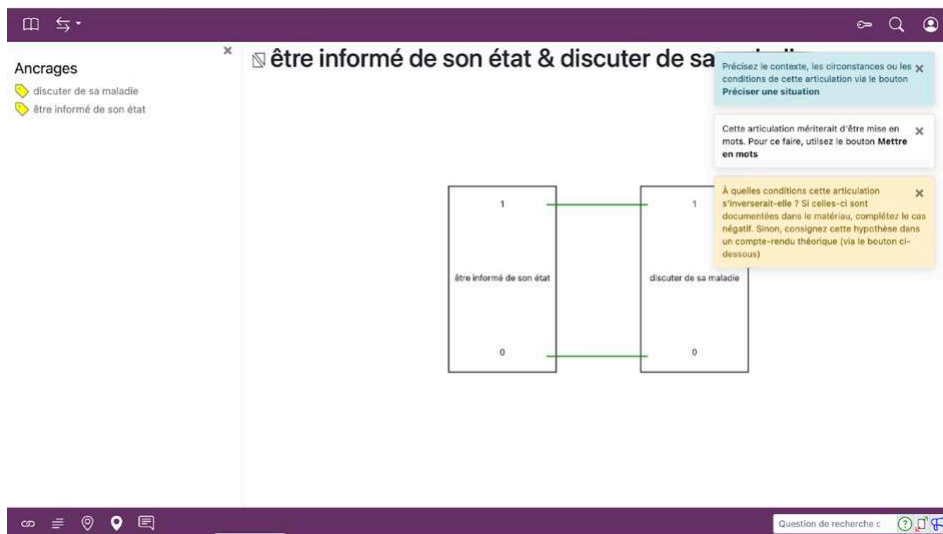 Ancrages
discuter de sa maladie
être informé de son état
être informé de son état & discuter de sa
Précisez le contexte, les circonstances ou les
conditions de cette articulation via le bouton
Préciser une situation
Cette articulation mériterait d'être mise en
mots. Pour ce faire, utilisez le bouton Mettre
en mots
À quelles conditions cette articulation
s'inverserait-elle ? Si celles-ci sont
documentées dans le matériau, complétez le cas
négatif. Sinon, consignez cette hypothèse dans
un compte-rendu théorique (via le bouton ci-
dessous)
1
être informé de son état
0
1
discuter de sa maladie
0
Question de recherche c